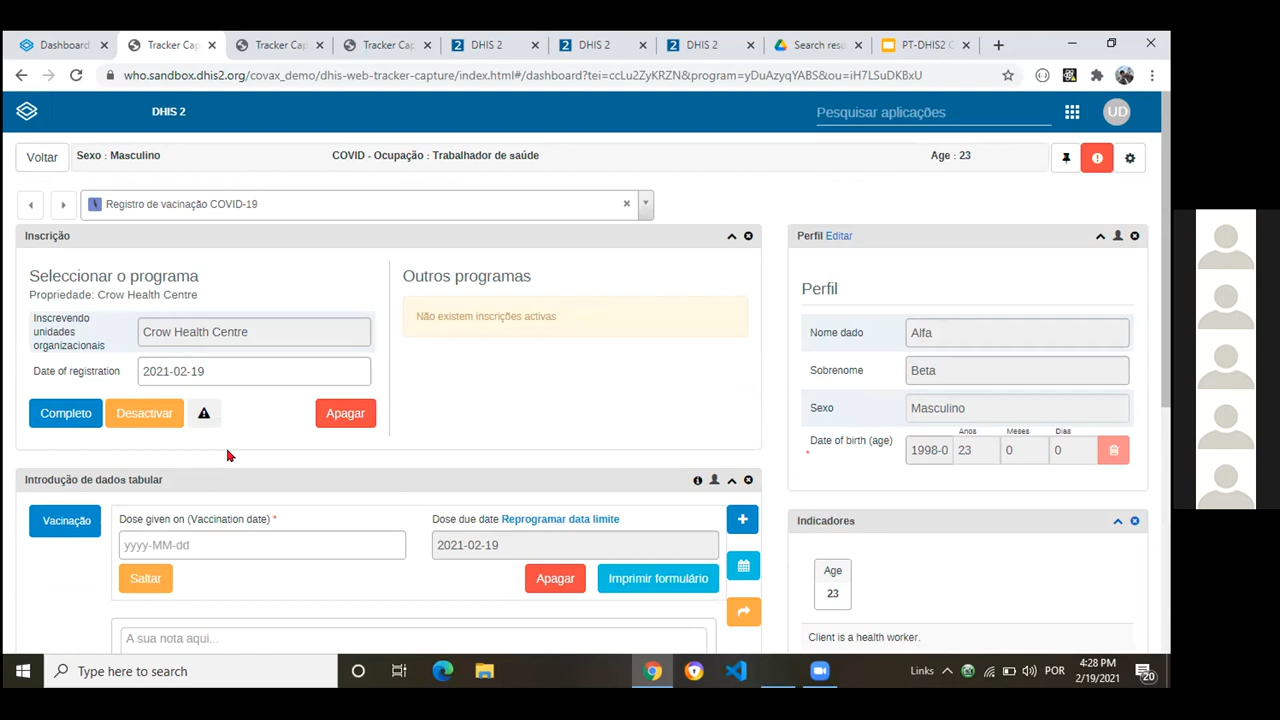 Dashboard
Tracker Cap
Tracker Cap
Tracker Cap
2 DHIS 2
2 DHIS 2
2 DHIS 2
Search resu
PT-DHIS2 C
who.sandbox.dhis2.org/covax_demo/dhis-web-tracker-capture/index.html#/dashboard?tei=ccLu2ZyKRZN&program=yDuAzyqYABS&ou=iH7LSuDKBxU
DHIS 2
Pesquisar aplicações
UD
Voltar
Sexo : Masculino
COVID - Ocupação : Trabalhador de saúde
Age : 23
Registro de vacinação COVID-19
Inscrição
Seleccionar o programa
Propriedade: Crow Health Centre
Inscrevendo
unidades
organizacionais
Crow Health Centre
Date of registration
2021-02-19
Completo
Desactivar
Apagar
Outros programas
Não existem inscrições activas
Perfil Editar
Perfil
Nome dado
Alfa
Sobrenome
Beta
Sexo
Masculino
Date of birth (age)
*
Anos
Meses
Dias
1998-0
23
0
0
Introdução de dados tabular
Vacinação
Dose given on (Vaccination date) *
yyyy-MM-dd
Dose due date Reprogramar data limite
2021-02-19
Saltar
Apagar
Imprimir formulário
A sua nota aqui...
Indicadores
Age
23
Client is a health worker.
Type here to search
Links
POR
4:28 PM
2/19/2021
20